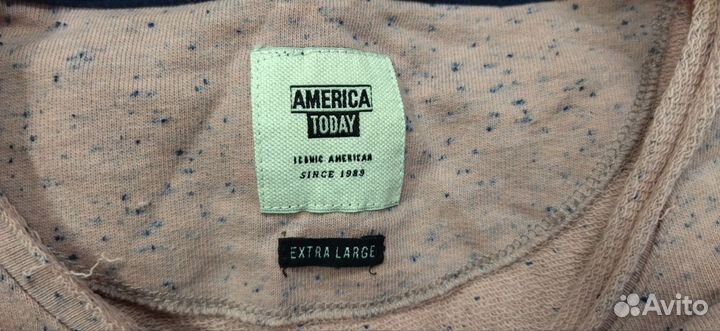 AMERICA
TODAY
ICONIC AMERICAN
SINCE 1989
EXTRA LARGE
Avito